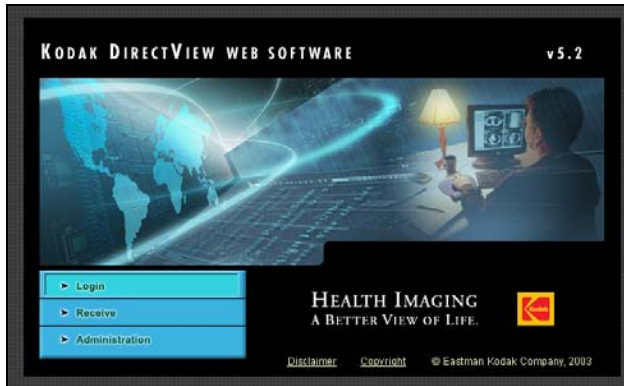 KODAK DIRECTVIEW WEB SOFTWARE v5.2
Login
Receive
Administration
HEALTH IMAGING
A BETTER VIEW OF LIFE.
Kodak
Disclaimer Copyright © Eastman Kodak Company, 2003